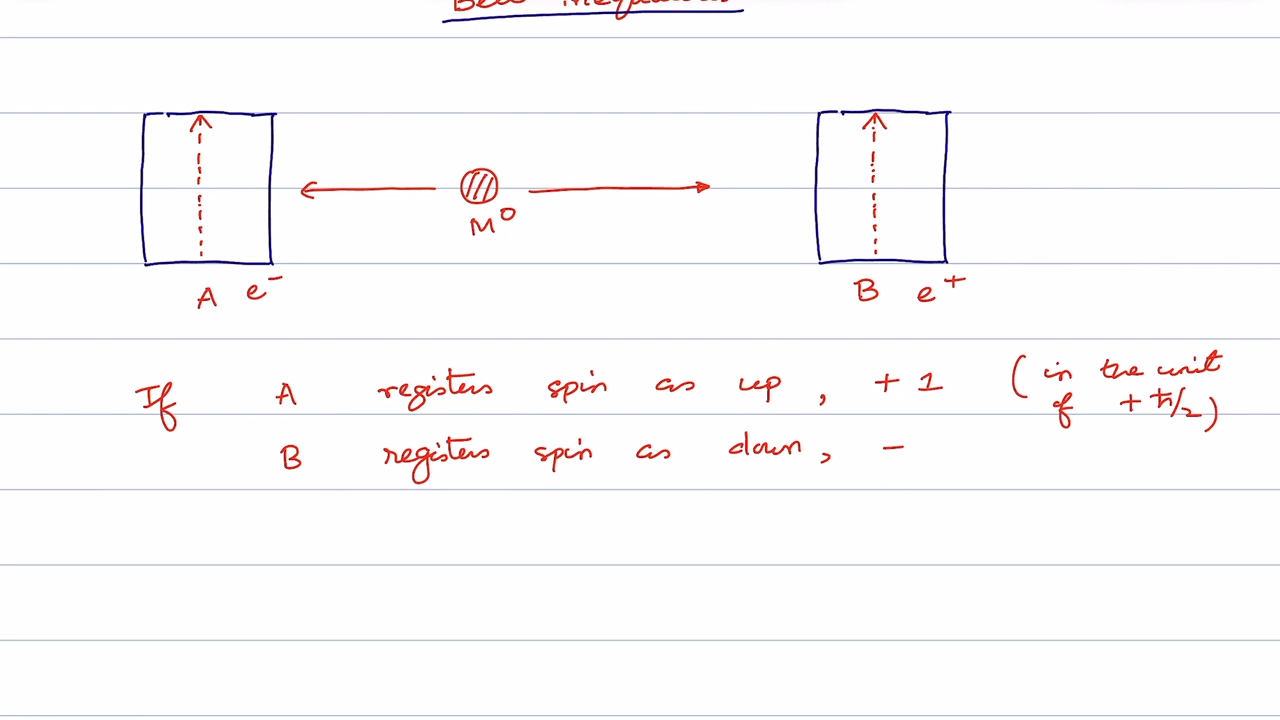 M⁰
A e⁻ B e⁺
If A registers spin as up, +1 (in the unit of +ħ/2)
B registers spin as down, −